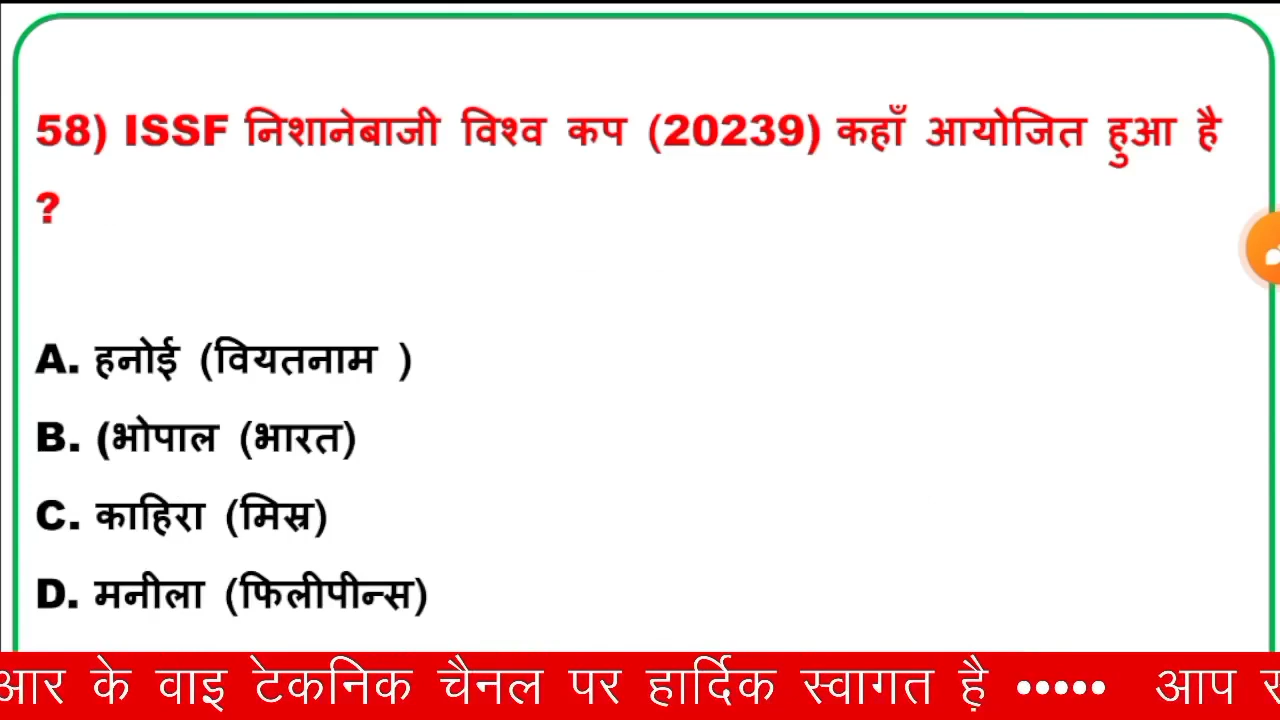 58) ISSF निशानेबाजी विश्व कप (20239) कहाँ आयोजित हुआ है
?
A. हनोई (वियतनाम )
B. (भोपाल (भारत)
C. काहिरा (मिस्र)
D. मनीला (फिलीपीन्स)
आर के वाइ टेकनिक चैनल पर हार्दिक स्वागत है़ ••••• आप